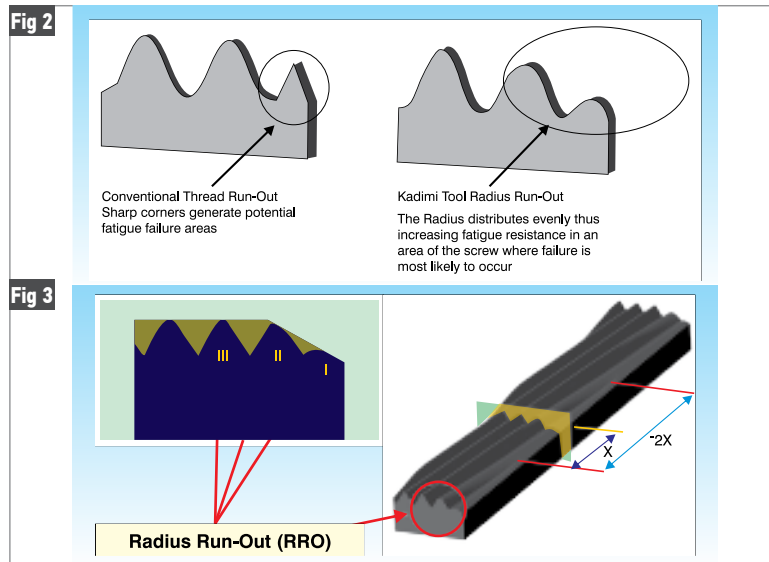 Fig 2
Conventional Thread Run-Out
Sharp corners generate potential
fatigue failure areas
Kadimi Tool Radius Run-Out
The Radius distributes evenly thus
increasing fatigue resistance in an
area of the screw where failure is
most likely to occur
Fig 3
III
II
I
X
-2X
Radius Run-Out (RRO)